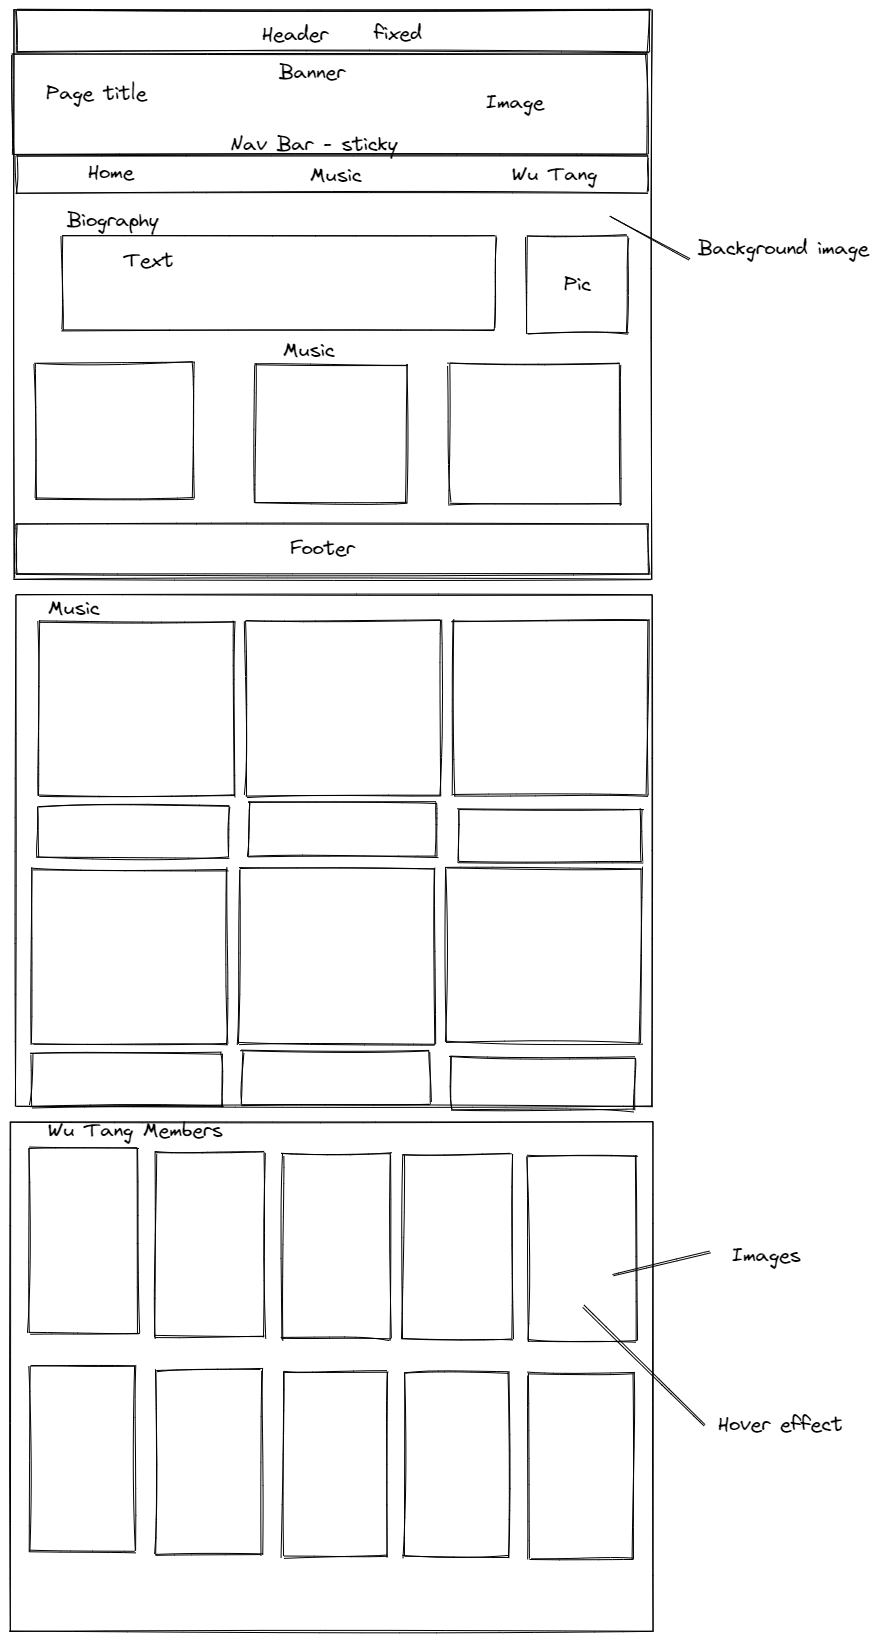 Header fixed
Banner
Page title
Image
Nav Bar - sticky
Home Music Wu Tang
Biography
Background image
Text
Pic
Music
Footer
Music
Wu Tang Members
Images
Hover effect